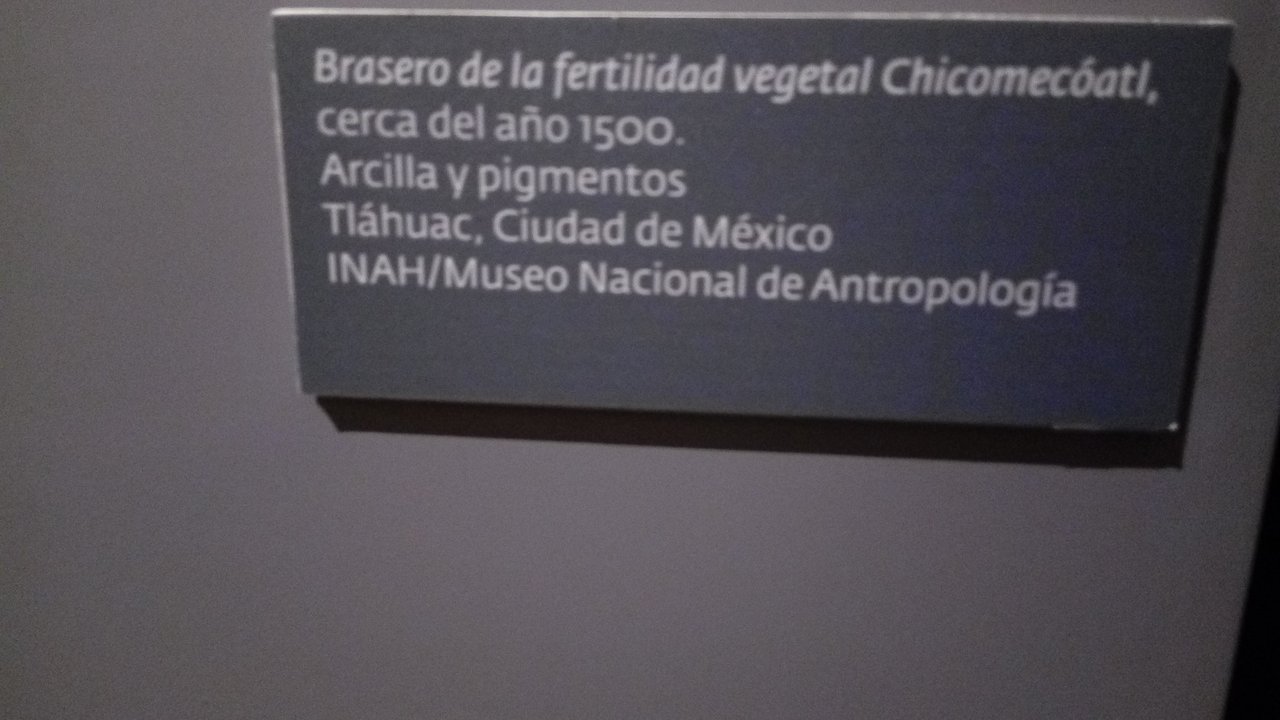 Brasero de la fertilidad vegetal Chicomecóatl,
cerca del año 1500.
Arcilla y pigmentos
Tláhuac, Ciudad de México
INAH/Museo Nacional de Antropología